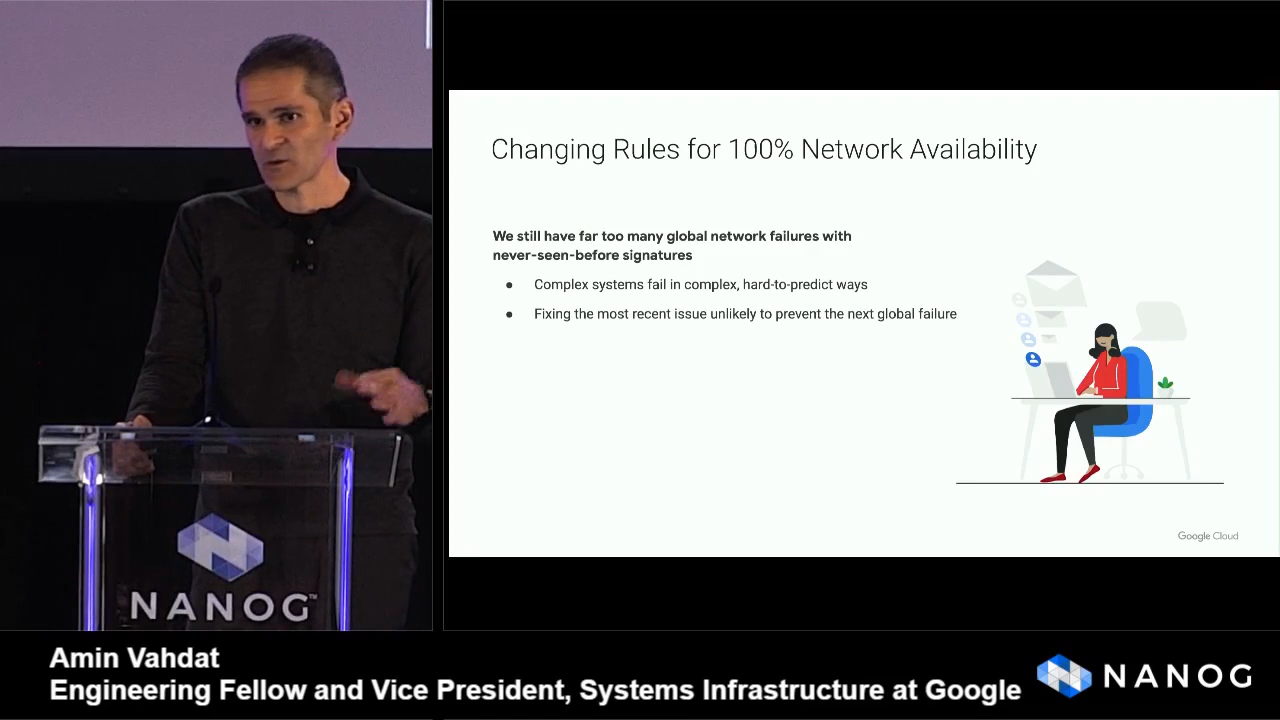 Changing Rules for 100% Network Availability
We still have far too many global network failures with
never-seen-before signatures
● Complex systems fail in complex, hard-to-predict ways
● Fixing the most recent issue unlikely to prevent the next global failure
Google Cloud
NANOG™
Amin Vahdat
Engineering Fellow and Vice President, Systems Infrastructure at Google
NANOG